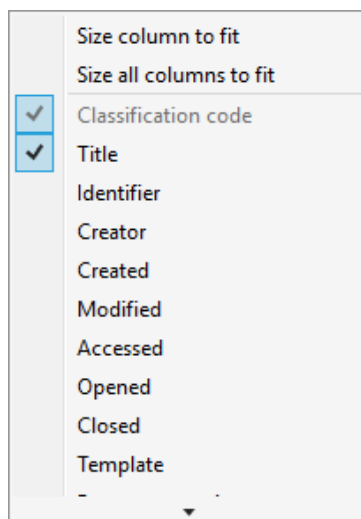 Size column to fit
Size all columns to fit
Classification code
Title
Identifier
Creator
Created
Modified
Accessed
Opened
Closed
Template